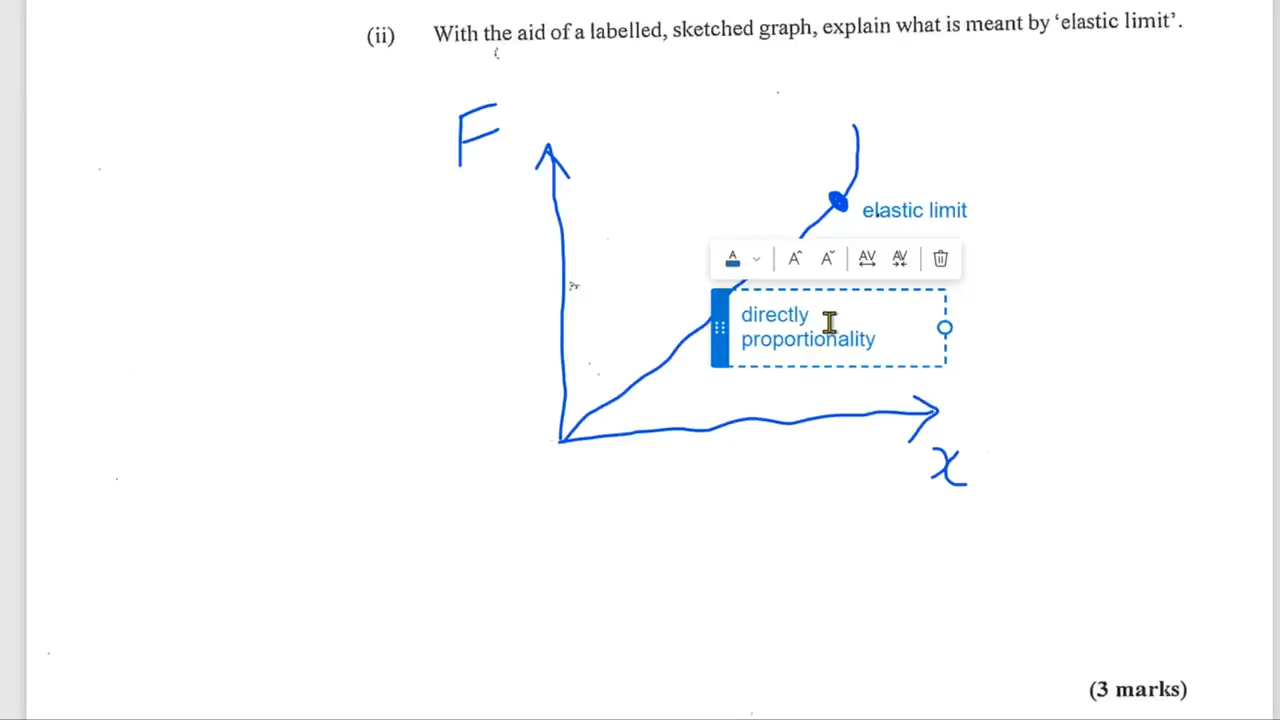 (ii) With the aid of a labelled, sketched graph, explain what is meant by ‘elastic limit’.
F
elastic limit
directly
proportionality
x
(3 marks)